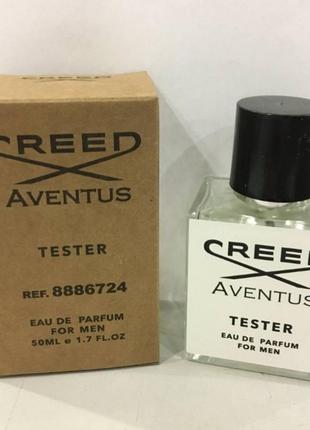 CREED
AVENTUS
TESTER
REF. 8886724
EAU DE PARFUM
FOR MEN
50ML e 1.7 FL.OZ
CREED
AVENTUS
TESTER
EAU DE PARFUM
FOR MEN